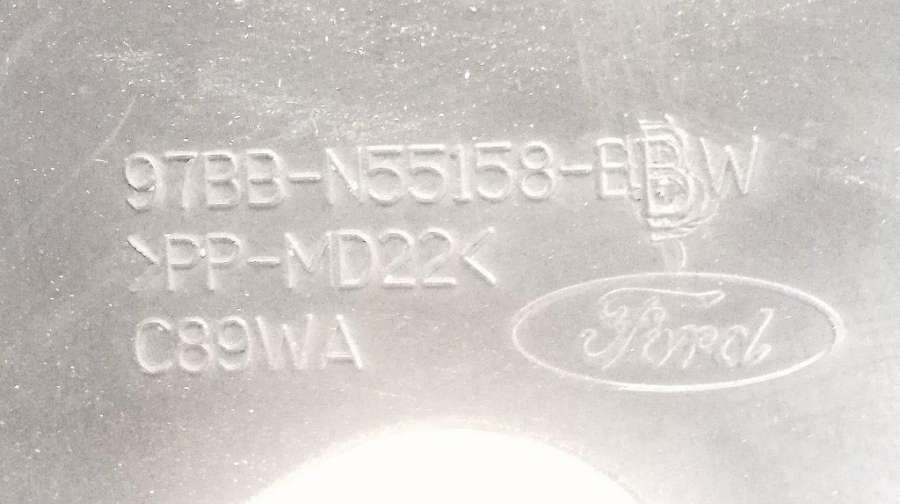 97BB-N55158-BBW
>PP-MD22<
C89WA
Ford